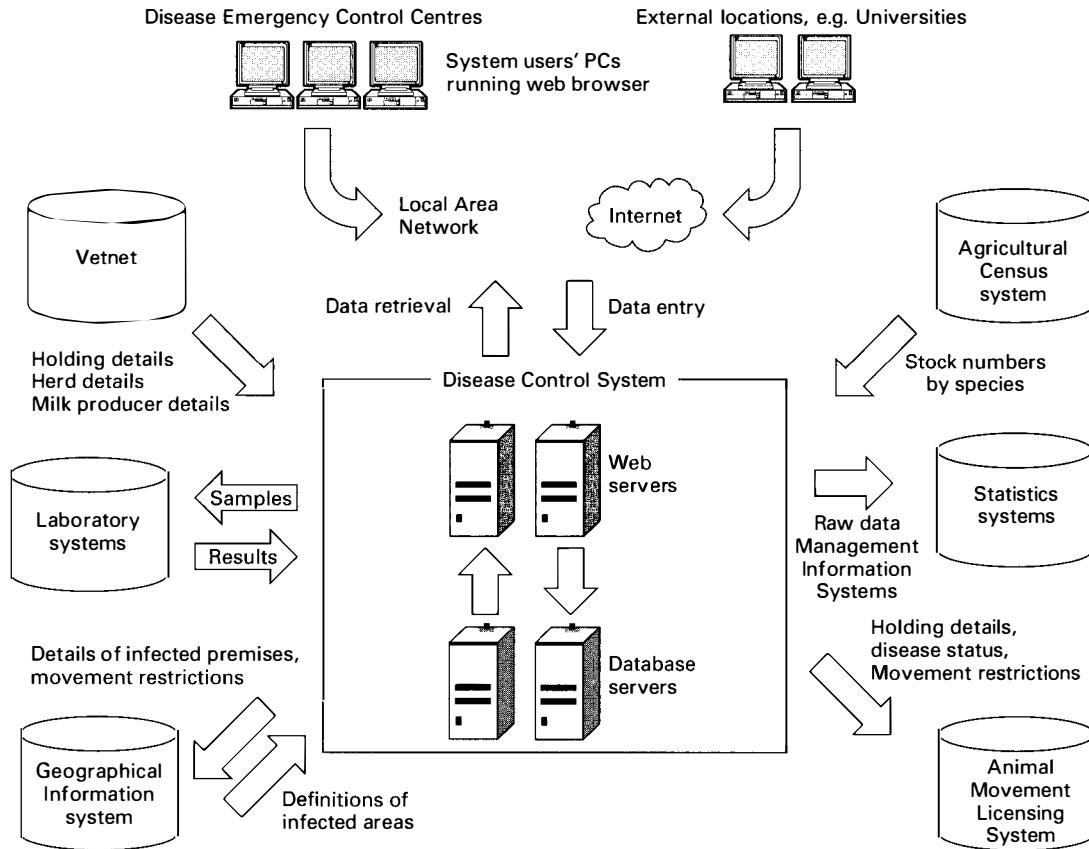 Disease Emergency Control Centres
External locations, e.g. Universities
System users' PCs
running web browser
Local Area
Network
Internet
Vetnet
Agricultural
Census
system
Data retrieval
Data entry
Holding details
Herd details
Milk producer details
Stock numbers
by species
Disease Control System
Web
servers
Laboratory
systems
Samples
Results
Statistics
systems
Raw data
Management
Information
Systems
Details of infected premises,
movement restrictions
Database
servers
Holding details,
disease status,
Movement restrictions
Geographical
Information
system
Definitions of
infected areas
Animal
Movement
Licensing
System